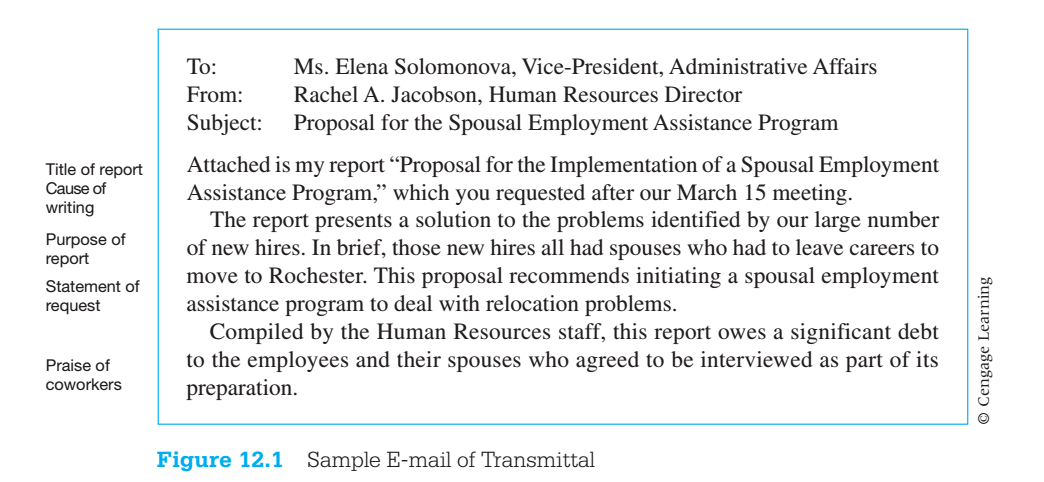 To: Ms. Elena Solomonova, Vice-President, Administrative Affairs
From: Rachel A. Jacobson, Human Resources Director
Subject: Proposal for the Spousal Employment Assistance Program
Title of report
Cause of
writing
Attached is my report “Proposal for the Implementation of a Spousal Employment
Assistance Program,” which you requested after our March 15 meeting.
Purpose of
report
The report presents a solution to the problems identified by our large number
of new hires. In brief, those new hires all had spouses who had to leave careers to
Statement of
request
move to Rochester. This proposal recommends initiating a spousal employment
assistance program to deal with relocation problems.
Praise of
coworkers
Compiled by the Human Resources staff, this report owes a significant debt
to the employees and their spouses who agreed to be interviewed as part of its
preparation.
© Cengage Learning
Figure 12.1 Sample E-mail of Transmittal